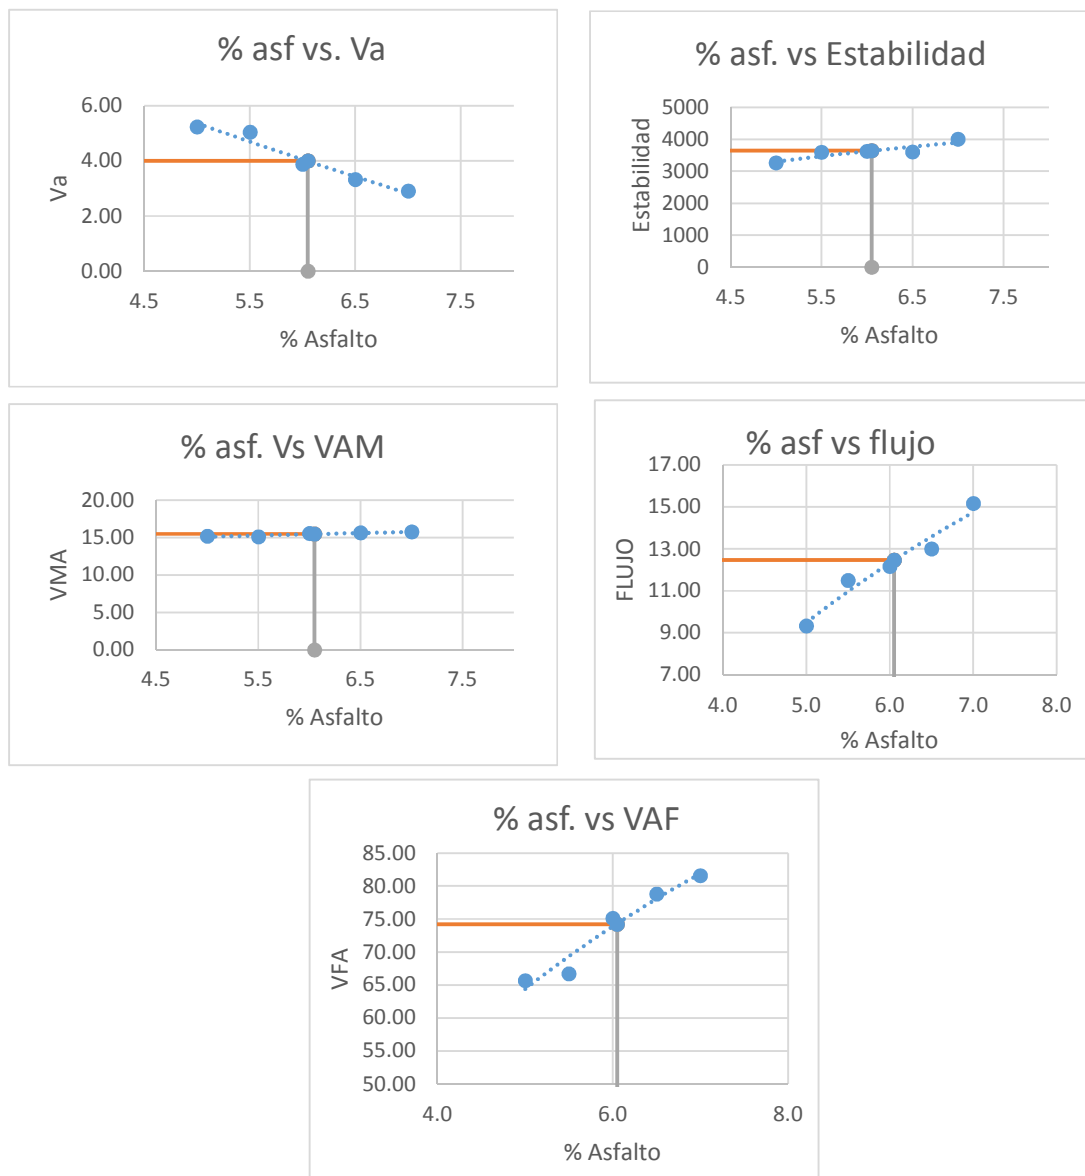 % asf vs. Va
6.00
4.00
2.00
0.00
Va
4.5 5.5 6.5 7.5
% Asfalto
% asf. vs Estabilidad
5000
4000
3000
2000
1000
0
Estabilidad
4.5 5.5 6.5 7.5
% Asfalto
% asf. Vs VAM
20.00
15.00
10.00
5.00
0.00
VMA
4.5 5.5 6.5 7.5
% Asfalto
% asf vs flujo
17.00
15.00
13.00
11.00
9.00
7.00
FLUJO
4.0 5.0 6.0 7.0 8.0
% Asfalto
% asf. vs VAF
85.00
80.00
75.00
70.00
65.00
60.00
55.00
50.00
VFA
4.0 6.0 8.0
% Asfalto